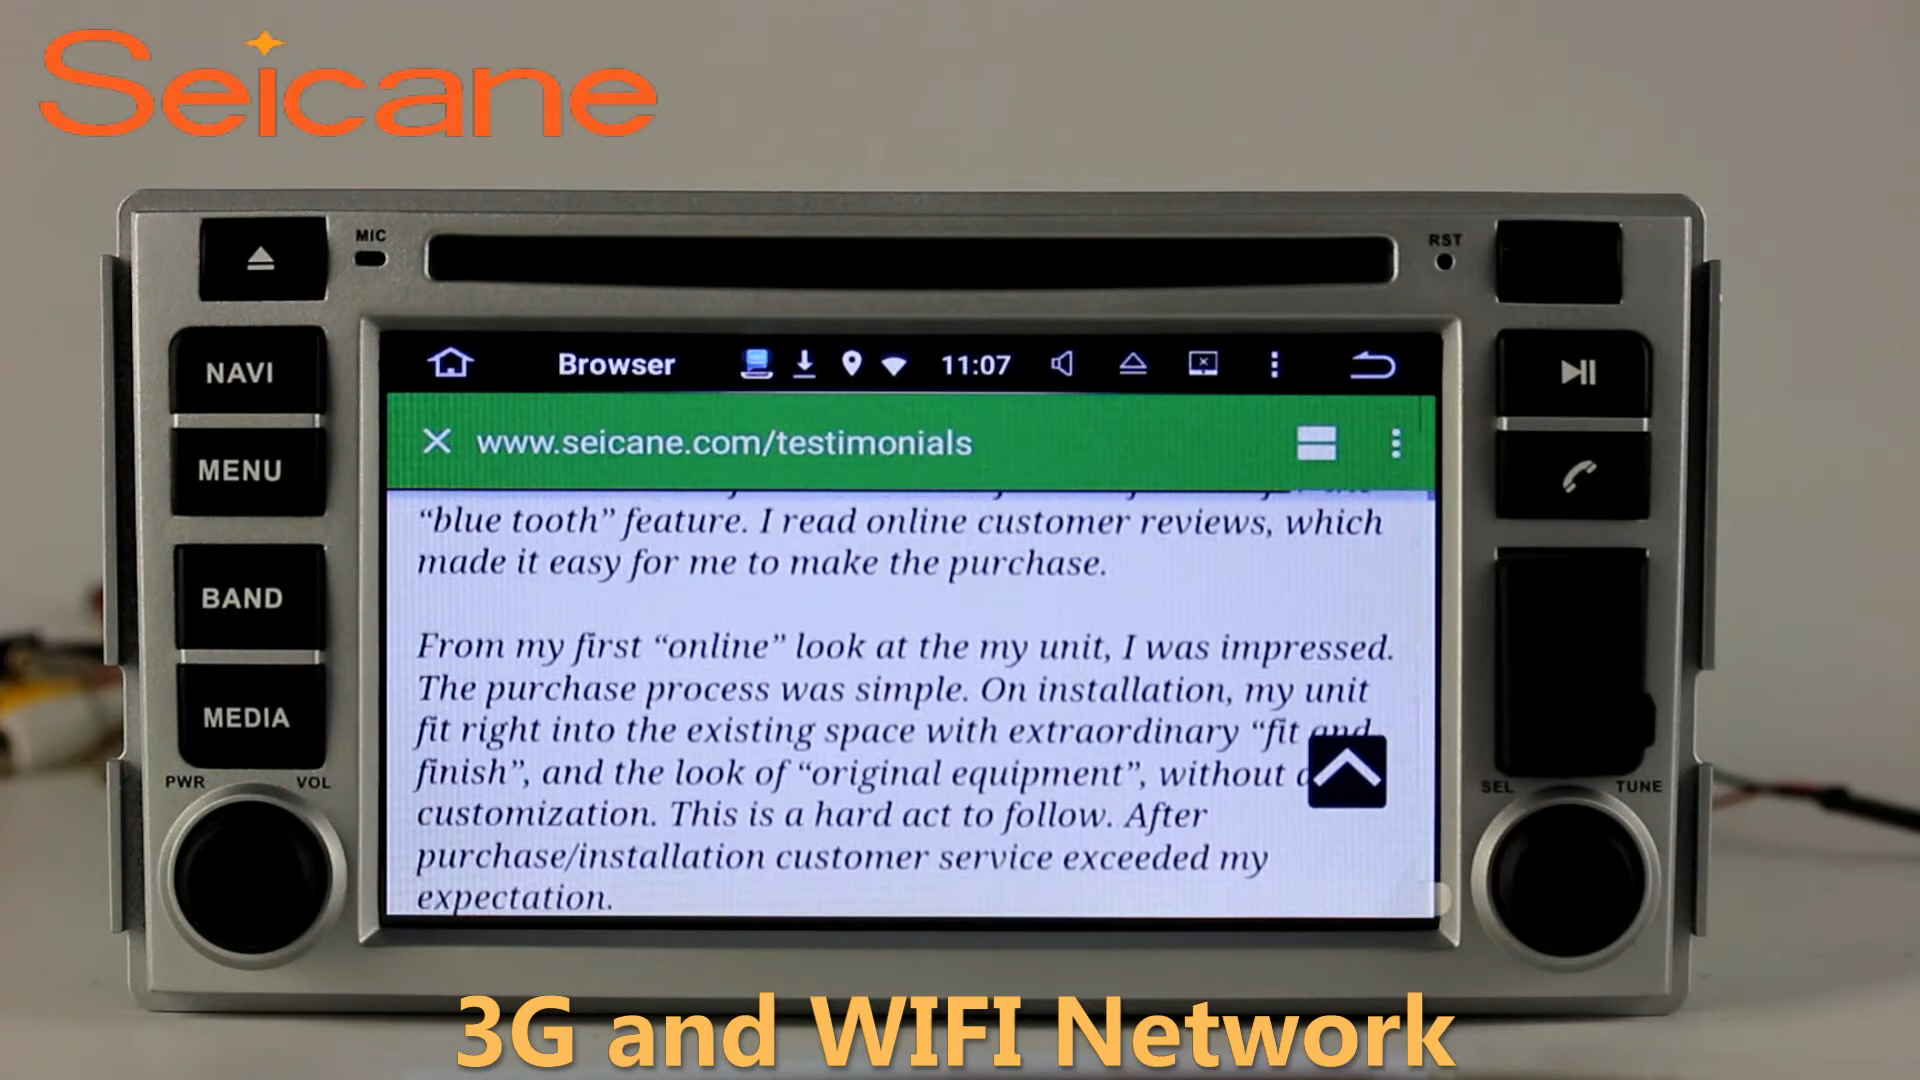 Seicane
MIC
RST
NAVI
MENU
BAND
MEDIA
PWR
VOL
SEL
TUNE
Browser
11:07
www.seicane.com/testimonials
“blue tooth” feature. I read online customer reviews, which
made it easy for me to make the purchase.
From my first “online” look at the my unit, I was impressed.
The purchase process was simple. On installation, my unit
fit right into the existing space with extraordinary “fit and
finish”, and the look of “original equipment”, without
customization. This is a hard act to follow. After
purchase/installation customer service exceeded my
expectation.
3G and WIFI Network